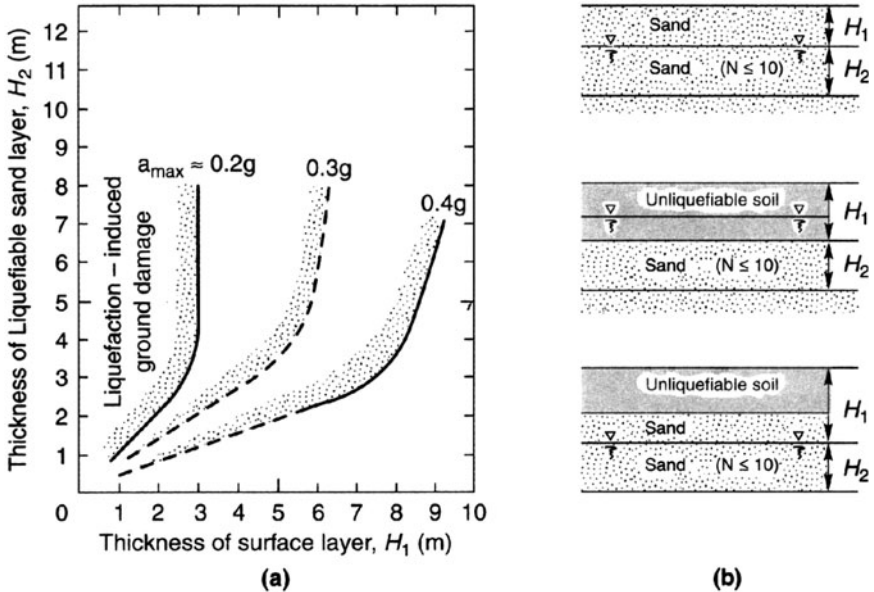 Thickness of Liquefiable sand layer, H₂ (m)
12
11
10
9
8
7
6
5
4
3
2
1
0
a_max ≈ 0.2g
0.3g
0.4g
Liquefaction – induced
ground damage
1 2 3 4 5 6 7 8 9 10
Thickness of surface layer, H₁ (m)
(a)
Sand
H₁
Sand (N ≤ 10)
H₂
Unliquefiable soil
H₁
Sand (N ≤ 10)
H₂
Unliquefiable soil
H₁
Sand
Sand (N ≤ 10)
H₂
(b)